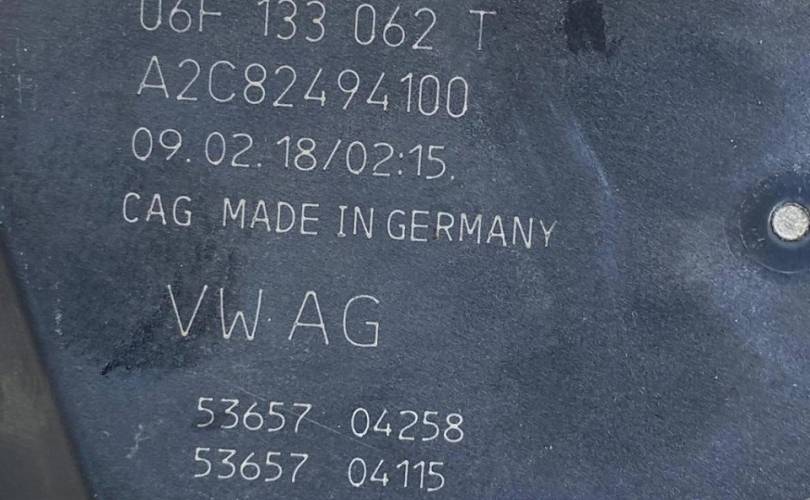 06F 133 062 T
A2C82494100
09.02.18/02:15.
CAG MADE IN GERMANY
VW AG
53657 04258
53657 04115